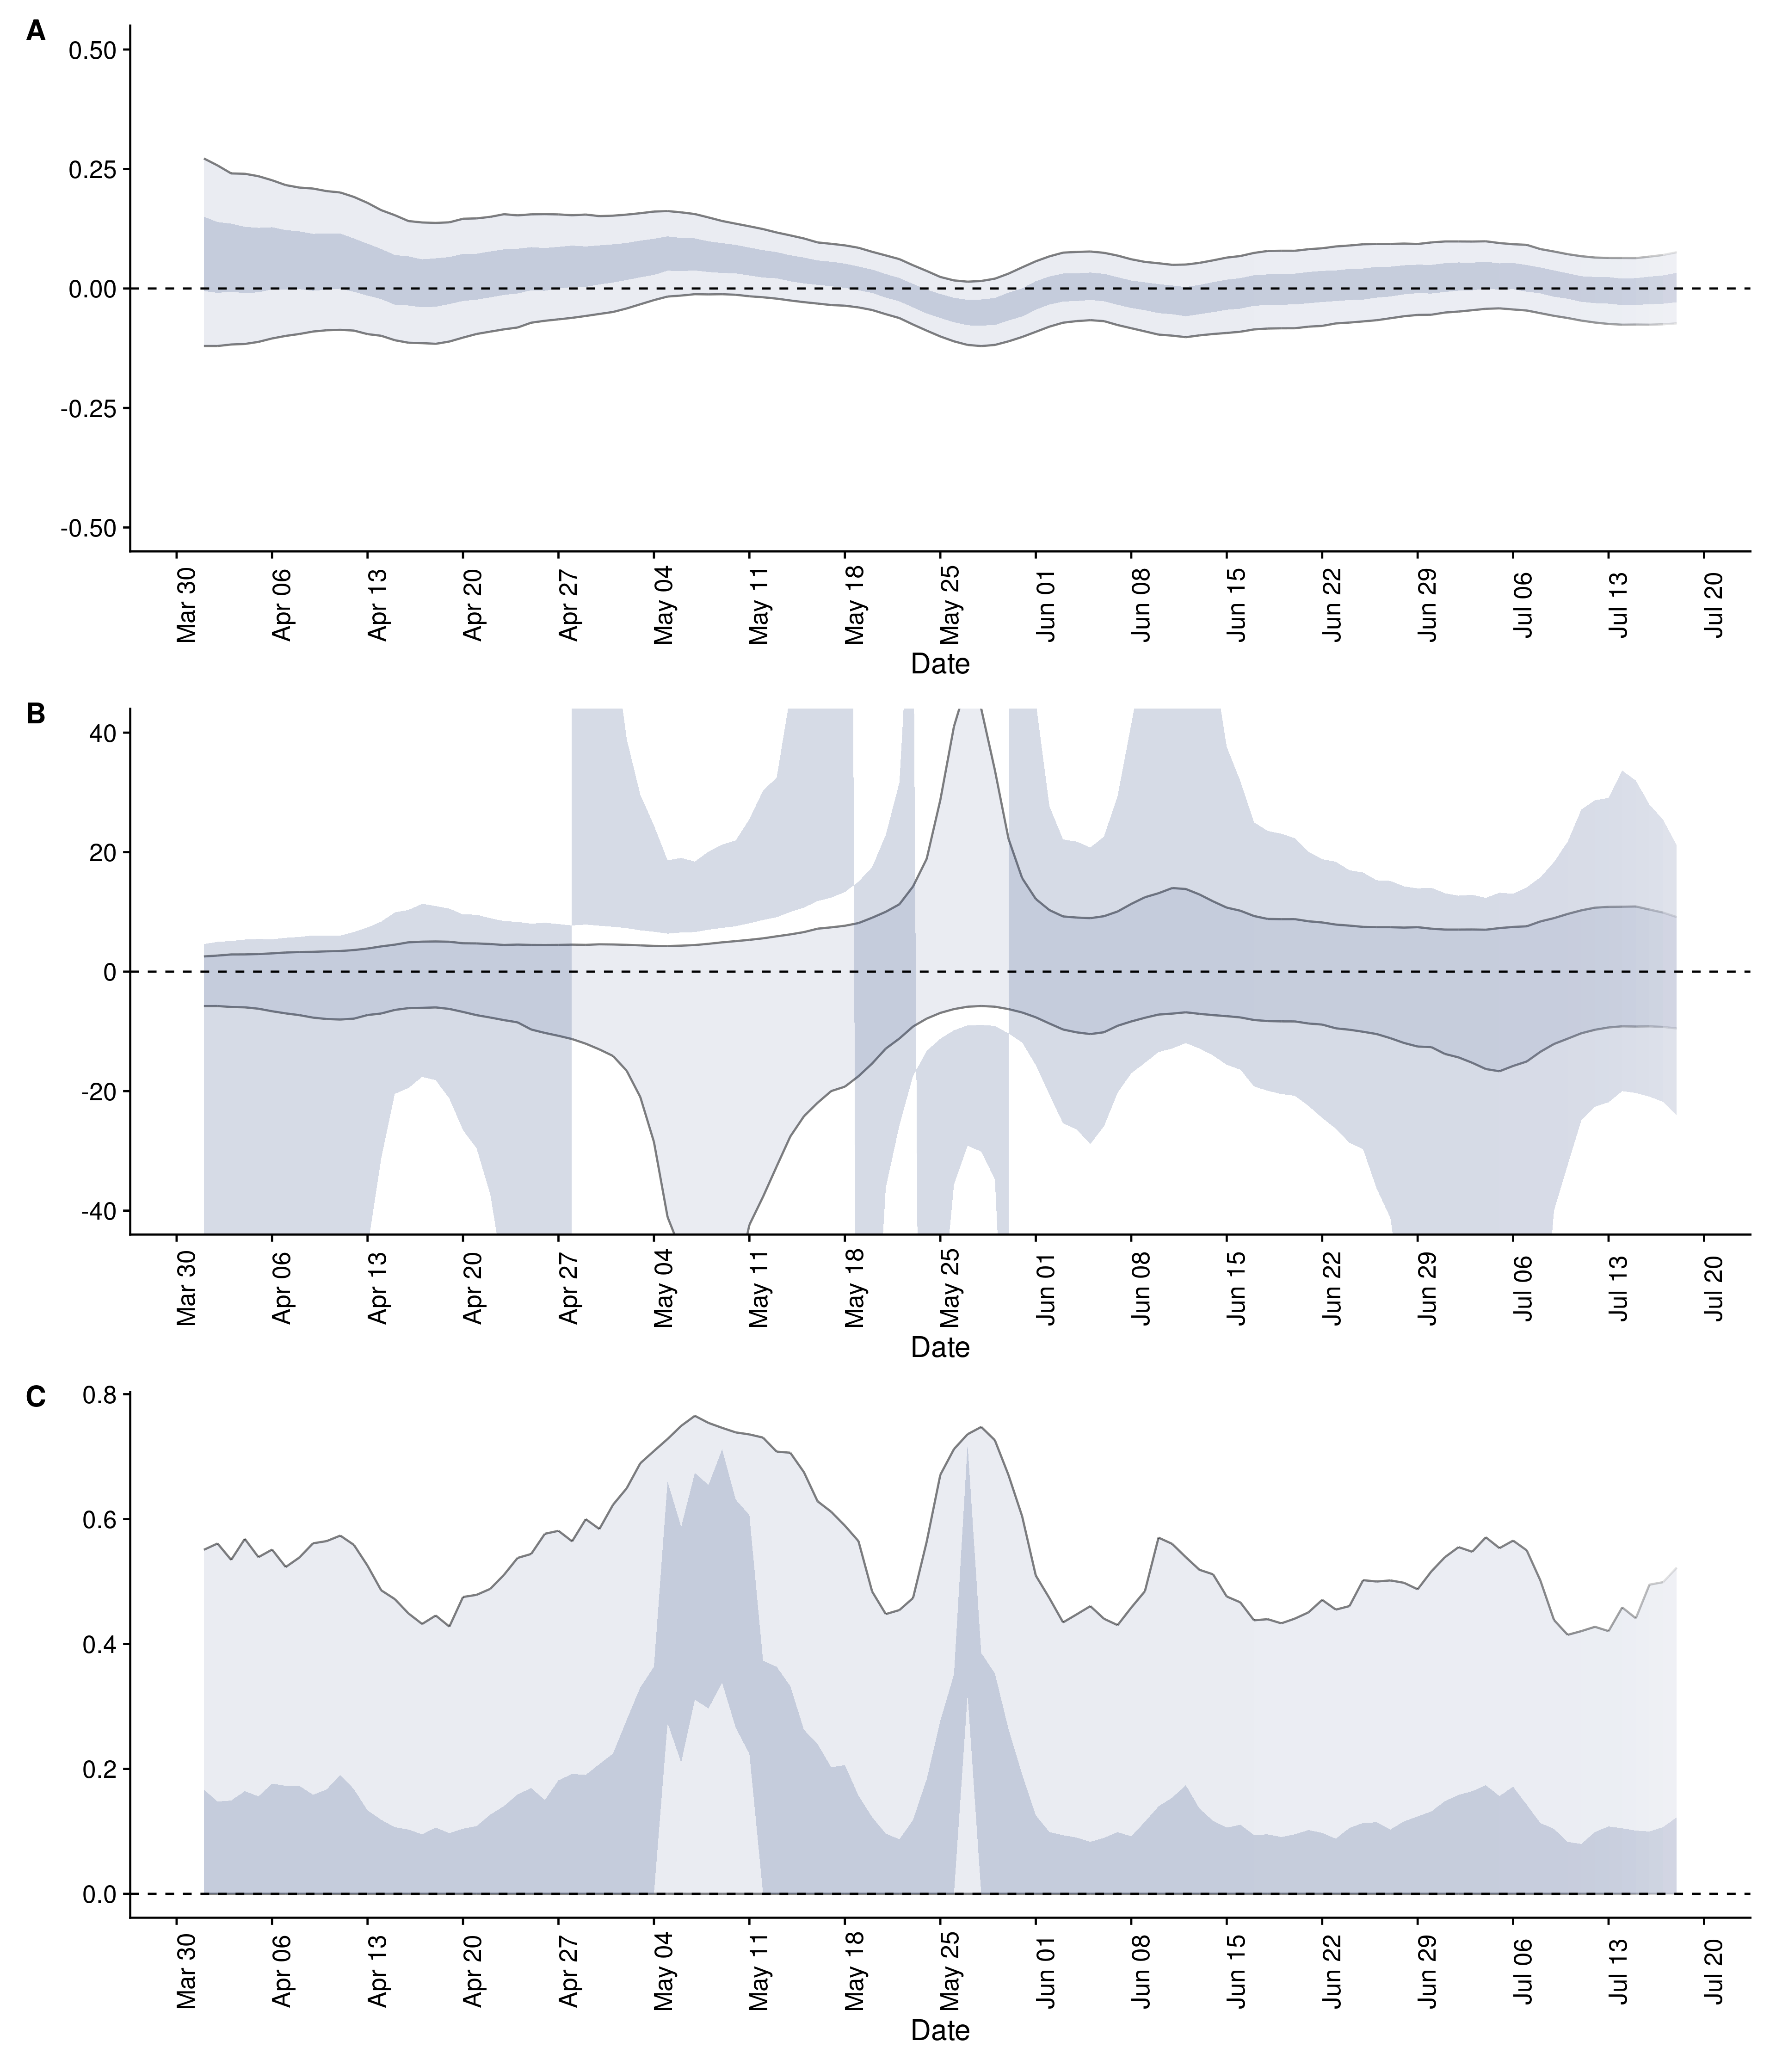 A
0.50
0.25
0.00
-0.25
-0.50
Mar 30
Apr 06
Apr 13
Apr 20
Apr 27
May 04
May 11
May 18
May 25
Jun 01
Jun 08
Jun 15
Jun 22
Jun 29
Jul 06
Jul 13
Jul 20
Date
B
40
20
0
-20
-40
Mar 30
Apr 06
Apr 13
Apr 20
Apr 27
May 04
May 11
May 18
May 25
Jun 01
Jun 08
Jun 15
Jun 22
Jun 29
Jul 06
Jul 13
Jul 20
Date
C
0.8
0.6
0.4
0.2
0.0
Mar 30
Apr 06
Apr 13
Apr 20
Apr 27
May 04
May 11
May 18
May 25
Jun 01
Jun 08
Jun 15
Jun 22
Jun 29
Jul 06
Jul 13
Jul 20
Date